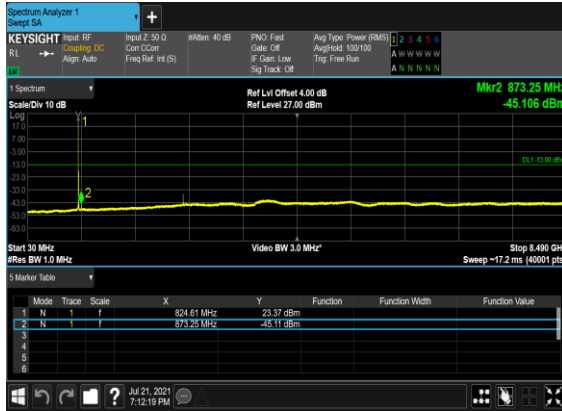 Spectrum Analyzer 1
Swept SA
+
KEYSIGHT Input: RF Input Z: 50 Ω #Atten: 40 dB PNO: Fast Avg Type: Power (RMS) 1 2 3 4 5 6
RL Coupling: DC Corr CCorr Gate: Off Avg|Hold: 100/100 A W W W W W
Align: Auto Freq Ref: Int (S) IF Gain: Low Trig: Free Run
Sig Track: Off A N N N N N
LU
1 Spectrum Ref Lvl Offset 4.00 dB Mkr2 873.25 MHz
Scale/Div 10 dB Ref Level 27.00 dBm -45.106 dBm
Log
17.0 1
7.00
-3.00
-13.0 DL1 -13.00 dBm
-23.0
-33.0 2
-43.0
-53.0
-63.0
Start 30 MHz Video BW 3.0 MHz* Stop 8.490 GH
#Res BW 1.0 MHz Sweep ~17.2 ms (40001 pts
5 Marker Table
Mode Trace Scale X Y Function Function Width Function Value
1 N 1 f 824.61 MHz 23.37 dBm
2 N 1 f 873.25 MHz -45.11 dBm
3
4
5
6
? Jul 21, 2021
7:12:19 PM